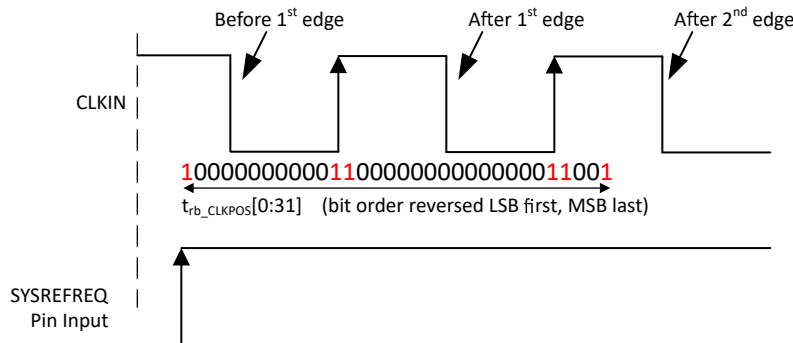 Before 1st edge
After 1st edge
After 2nd edge
CLKIN
10000000000110000000000000011001
trb_CLKPOS[0:31] (bit order reversed LSB first, MSB last)
SYSREFREQ
Pin Input